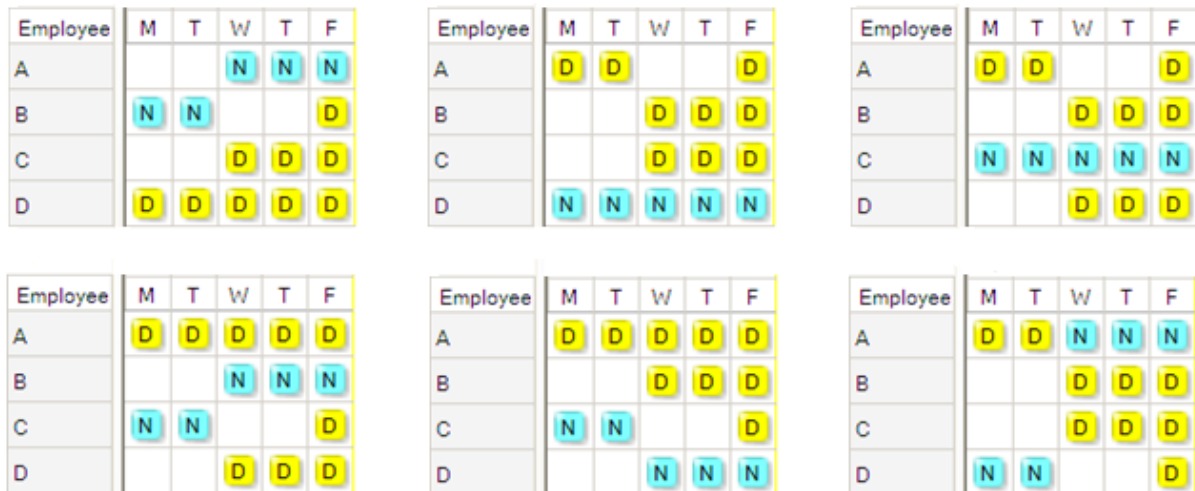 Employee M T W T F
A N N N
B N N D
C D D D
D D D D D D
Employee M T W T F
A D D D
B D D D
C D D D
D N N N N N
Employee M T W T F
A D D D
B D D D
C N N N N N
D D D D
Employee M T W T F
A D D D D D
B N N N
C N N D
D D D D
Employee M T W T F
A D D D D D
B D D D
C N N D
D N N N
Employee M T W T F
A D D N N N
B D D D
C D D D
D N N D